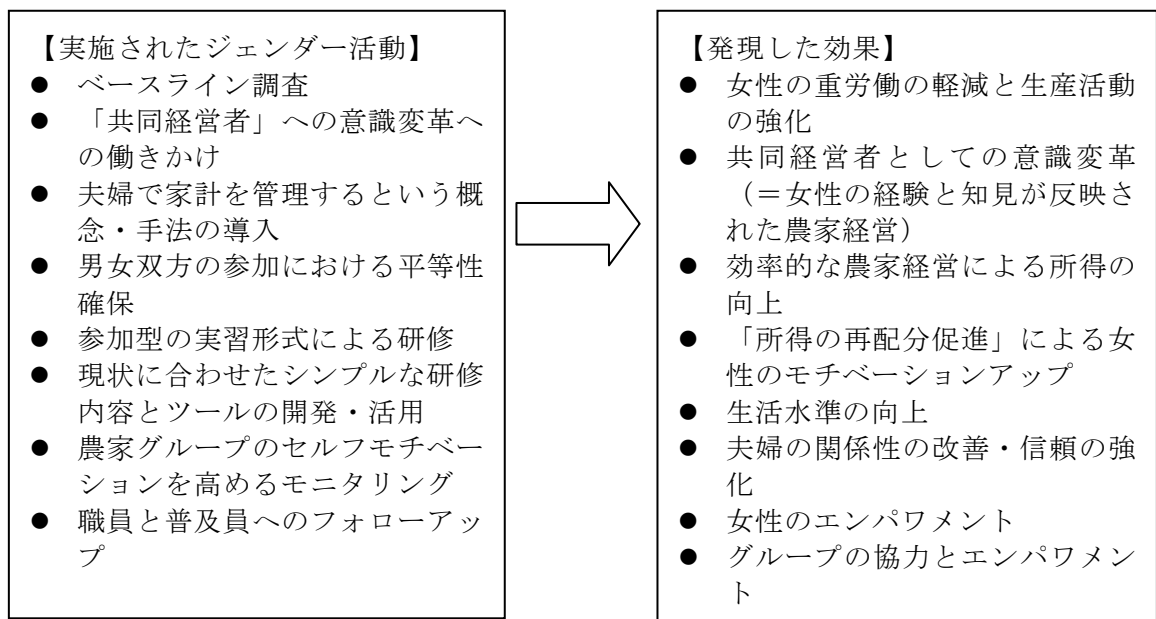 【実施されたジェンダー活動】
● ベースライン調査
● 「共同経営者」への意識変革へ
の働きかけ
● 夫婦で家計を管理するという概
念・手法の導入
● 男女双方の参加における平等性
確保
● 参加型の実習形式による研修
● 現状に合わせたシンプルな研修
内容とツールの開発・活用
● 農家グループのセルフモチベー
ションを高めるモニタリング
● 職員と普及員へのフォローアッ
プ
【発現した効果】
● 女性の重労働の軽減と生産活動
の強化
● 共同経営者としての意識変革
（＝女性の経験と知見が反映さ
れた農家経営）
● 効率的な農家経営による所得の
向上
● 「所得の再配分促進」による女
性のモチベーションアップ
● 生活水準の向上
● 夫婦の関係性の改善・信頼の強
化
● 女性のエンパワメント
● グループの協力とエンパワメン
ト